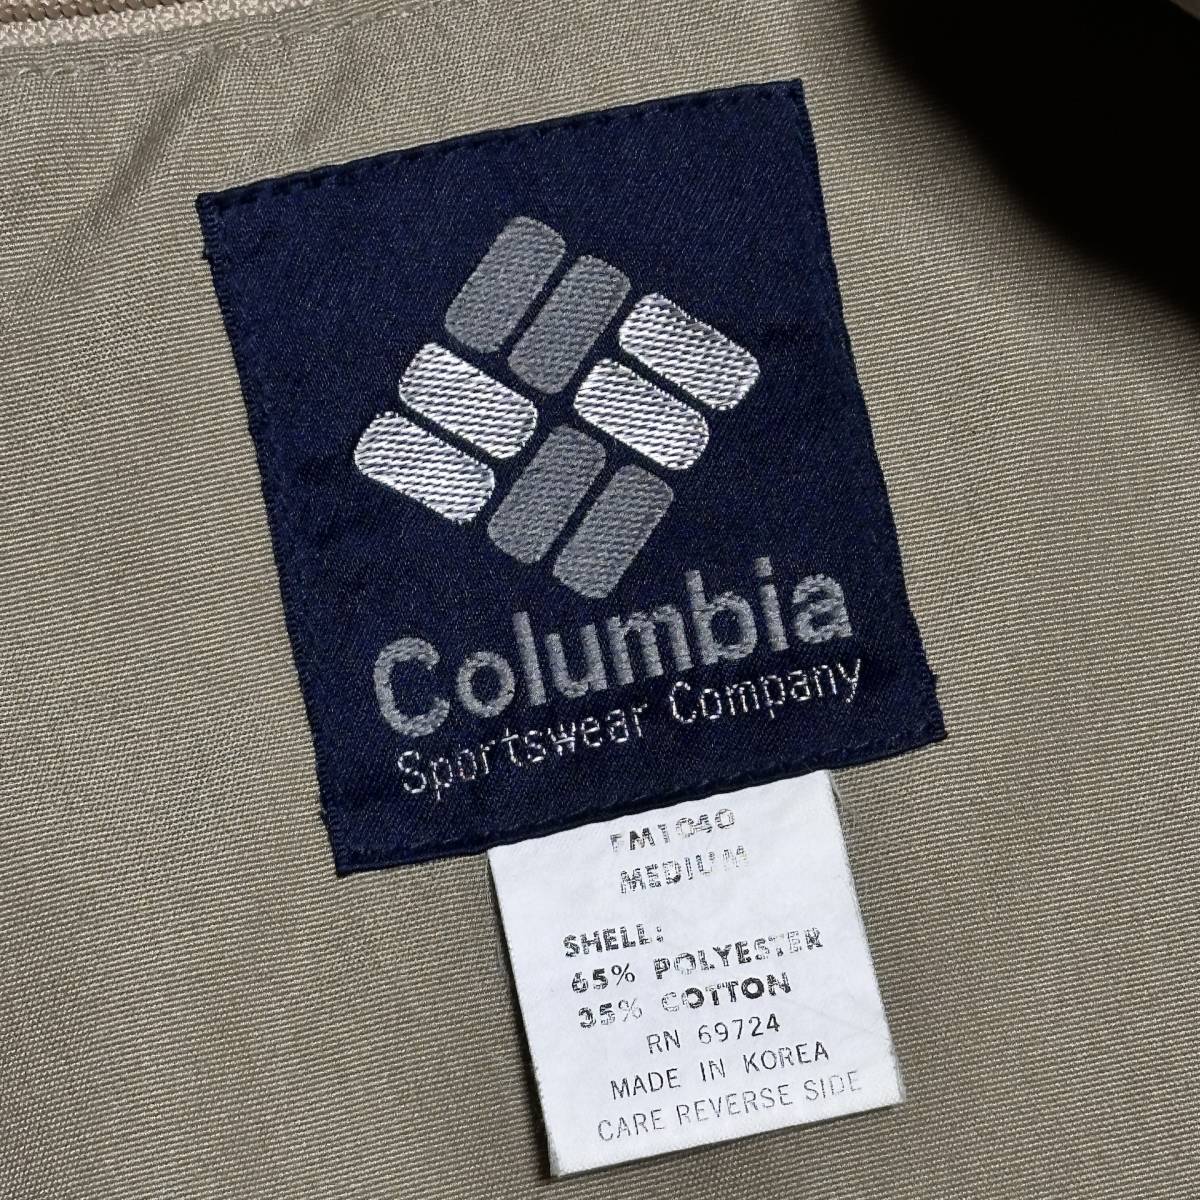 Columbia
Sportswear Company
FM1040
MEDIUM
SHELL:
65% POLYESTER
35% COTTON
RN 69724
MADE IN KOREA
CARE REVERSE SIDE